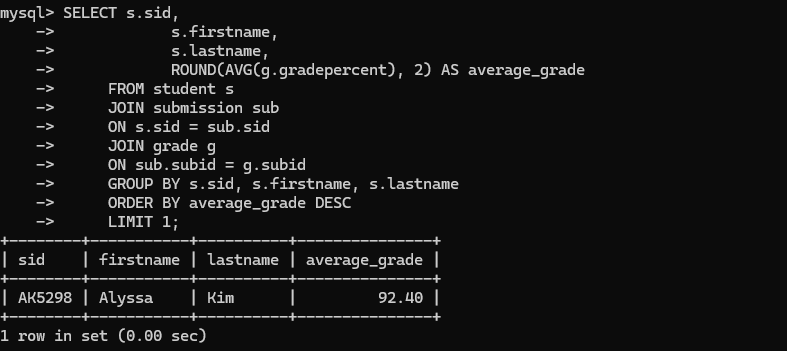 mysql> SELECT s.sid,
    ->             s.firstname,
    ->             s.lastname,
    ->             ROUND(AVG(g.gradepercent), 2) AS average_grade
    ->      FROM student s
    ->      JOIN submission sub
    ->      ON s.sid = sub.sid
    ->      JOIN grade g
    ->      ON sub.subid = g.subid
    ->      GROUP BY s.sid, s.firstname, s.lastname
    ->      ORDER BY average_grade DESC
    ->      LIMIT 1;
+--------+-----------+----------+---------------+
| sid    | firstname | lastname | average_grade |
+--------+-----------+----------+---------------+
| AK5298 | Alyssa    | Kim      |         92.40 |
+--------+-----------+----------+---------------+
1 row in set (0.00 sec)